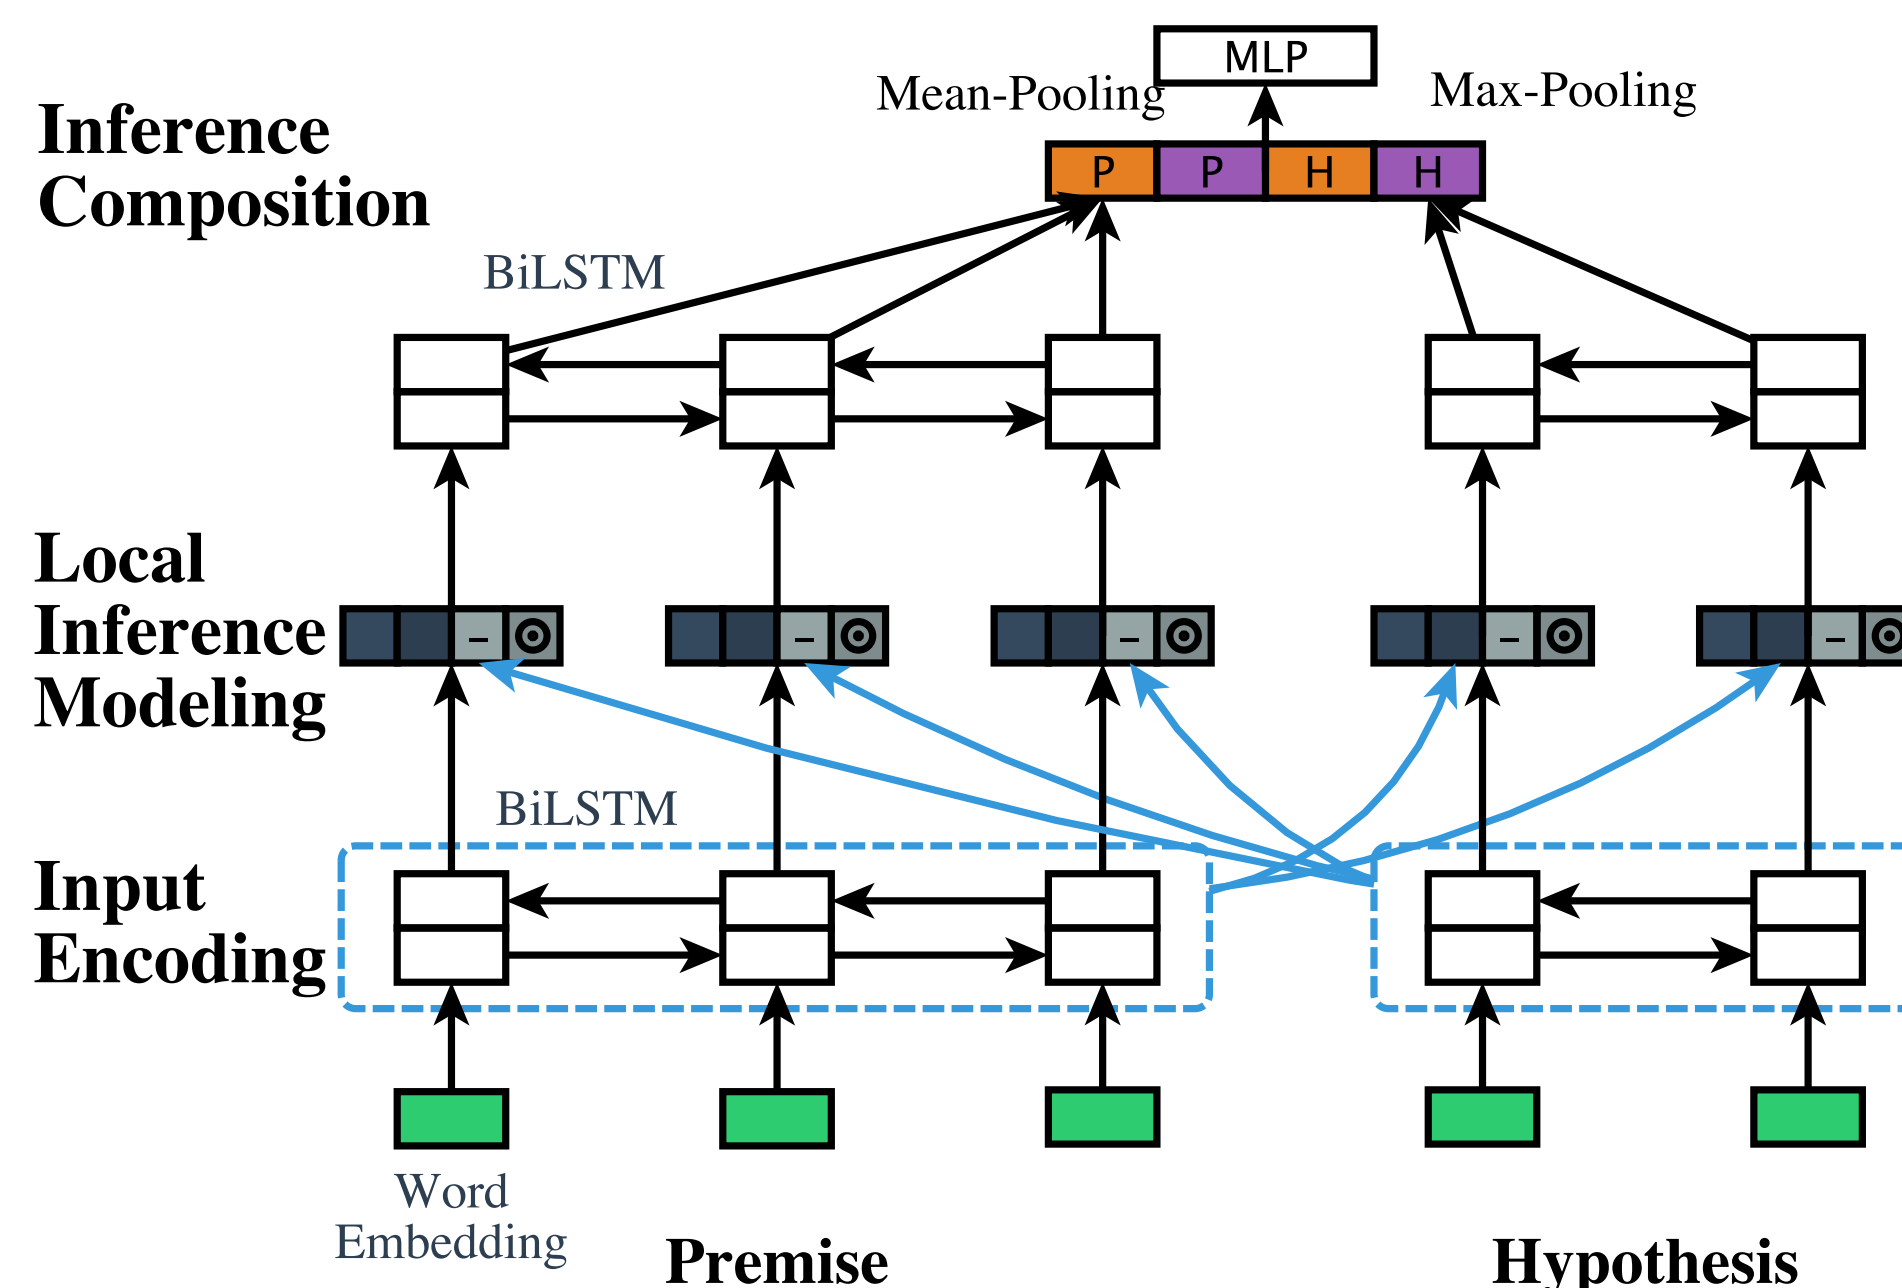 MLP
Mean-Pooling
Max-Pooling
Inference
Composition
P P H H
BiLSTM
Local
Inference
Modeling
– – – – –
BiLSTM
Input
Encoding
Word
Embedding
Premise
Hypothesis